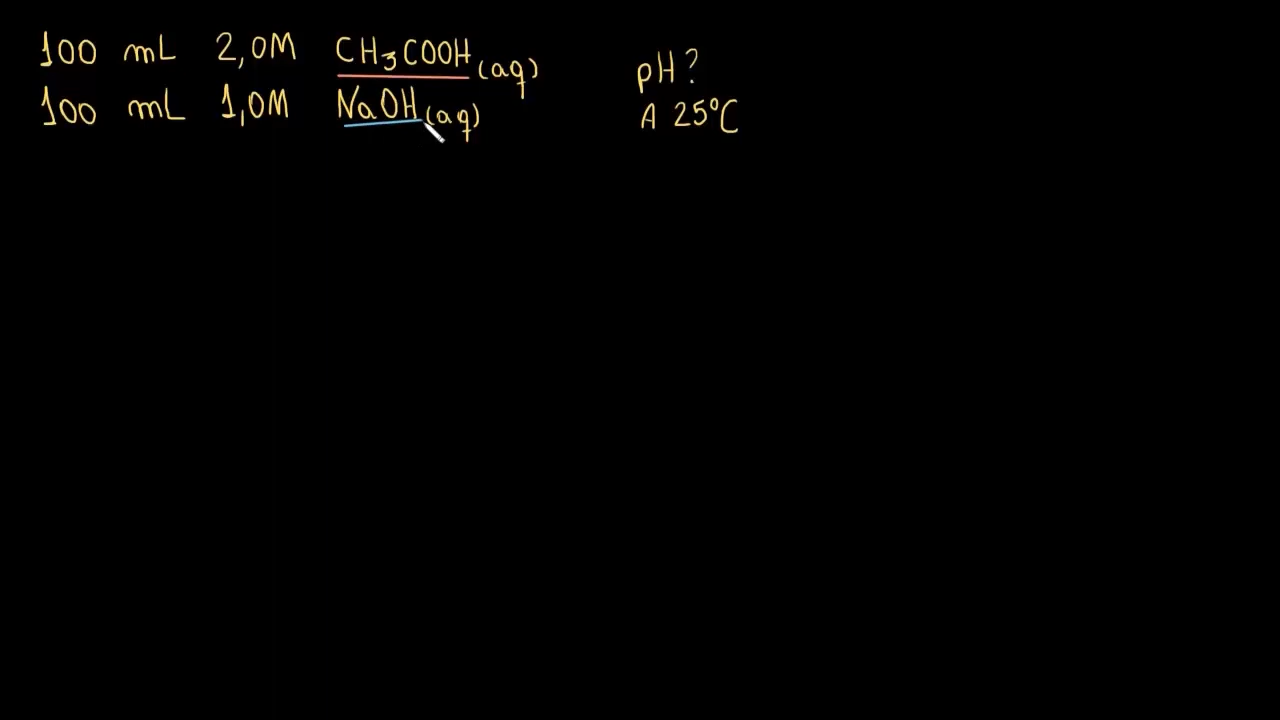 100 mL 2,0M CH₃COOH(aq)
100 mL 1,0M NaOH(aq)
pH?
A 25°C